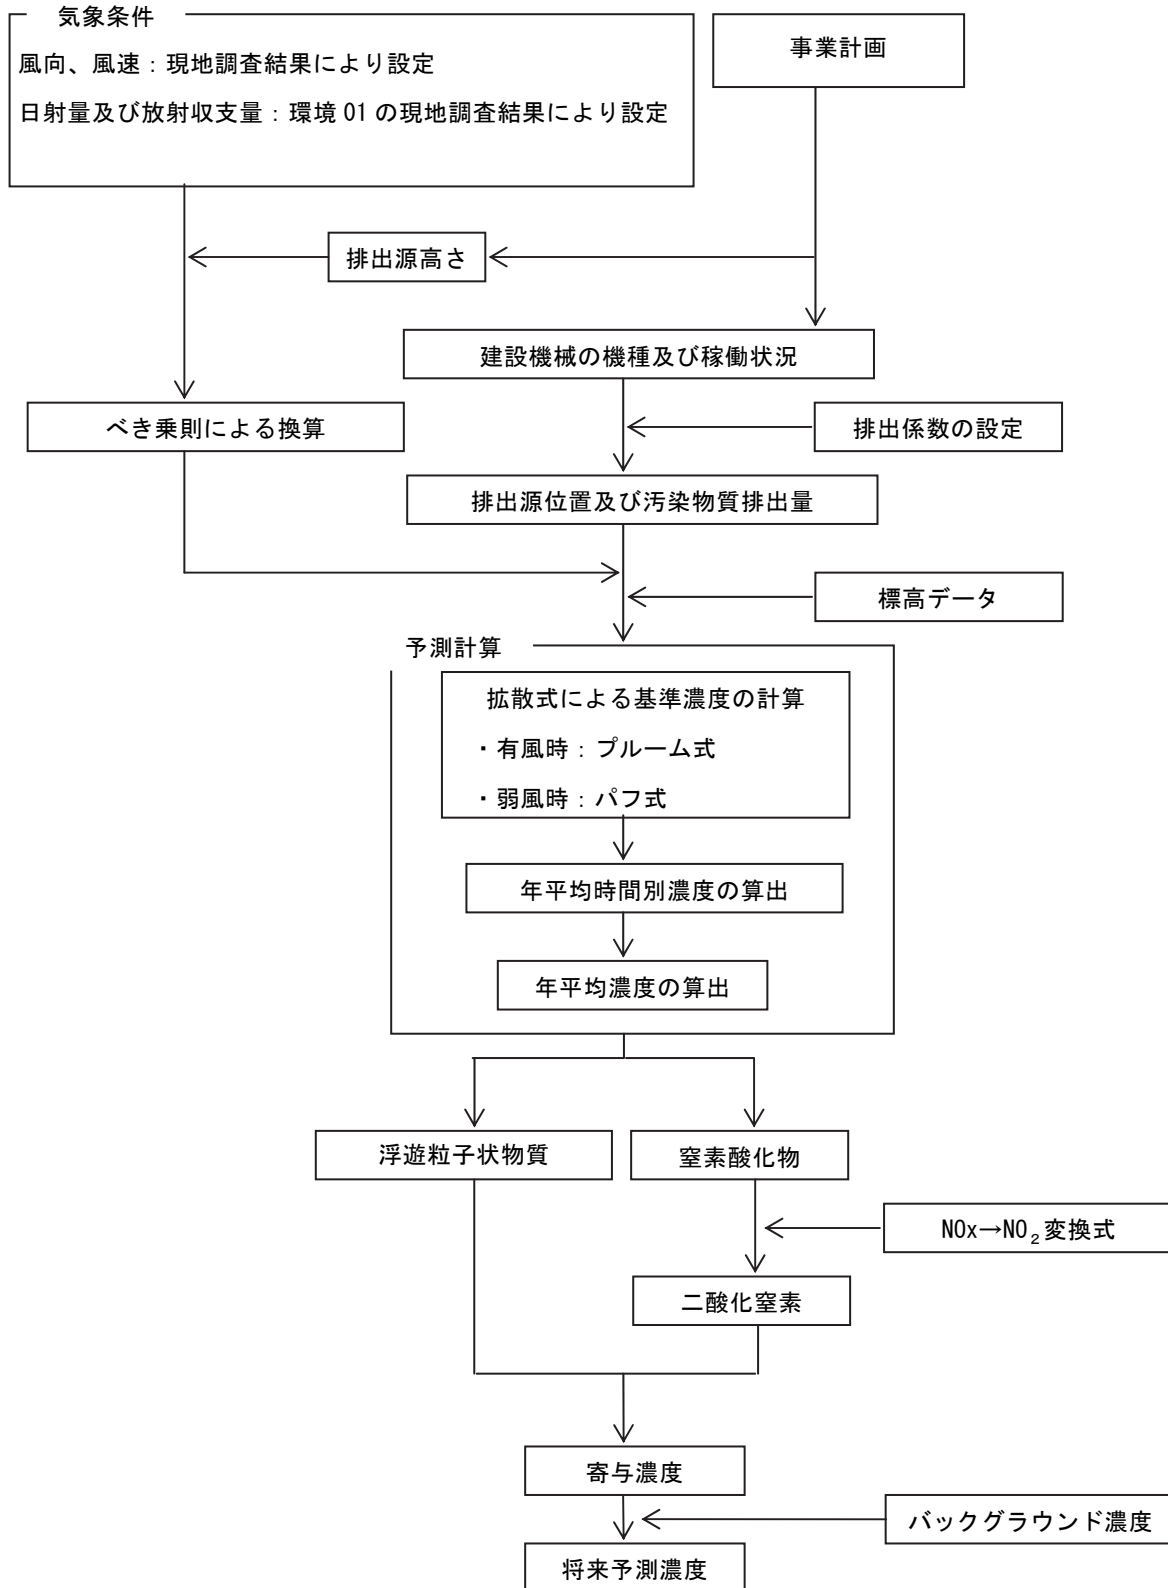 気象条件
風向、風速：現地調査結果により設定
日射量及び放射収支量：環境01の現地調査結果により設定
事業計画
排出源高さ
建設機械の機種及び稼働状況
べき乗則による換算
排出係数の設定
排出源位置及び汚染物質排出量
標高データ
予測計算
拡散式による基準濃度の計算
・有風時：プルーム式
・弱風時：パフ式
年平均時間別濃度の算出
年平均濃度の算出
浮遊粒子状物質
窒素酸化物
NOx→NO₂変換式
二酸化窒素
寄与濃度
バックグラウンド濃度
将来予測濃度